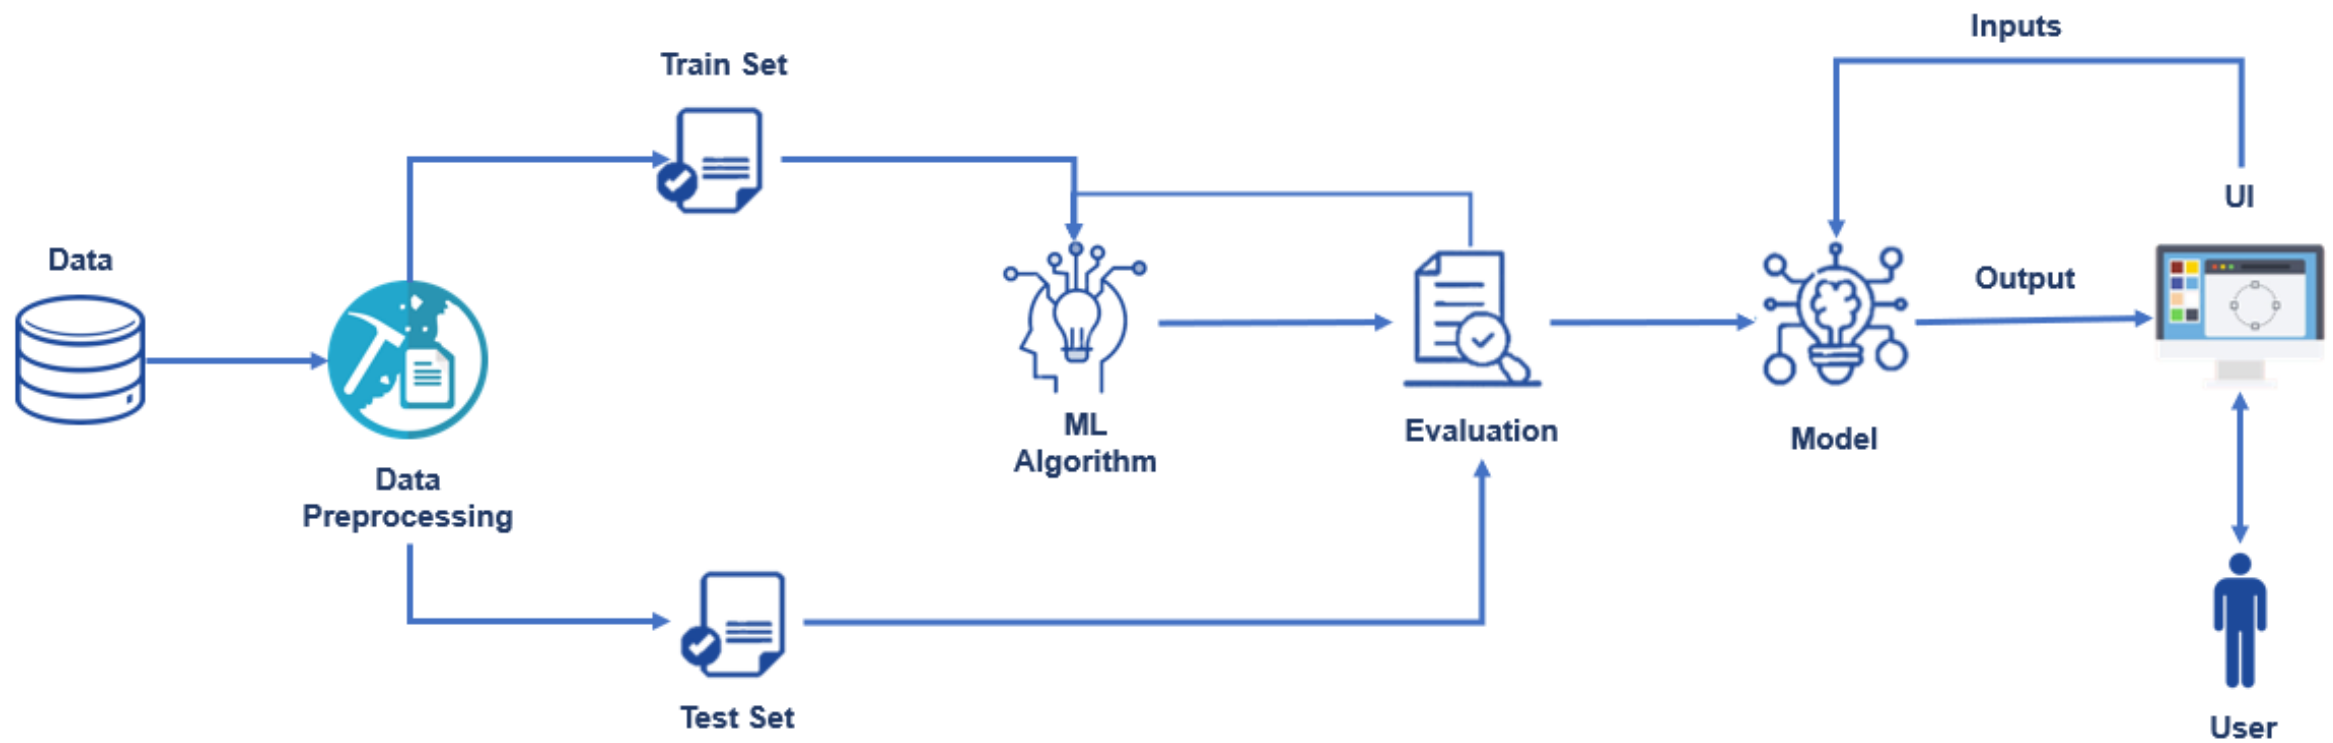 Inputs
Train Set
UI
Data
Output
ML
Algorithm
Evaluation
Model
Data
Preprocessing
Test Set
User